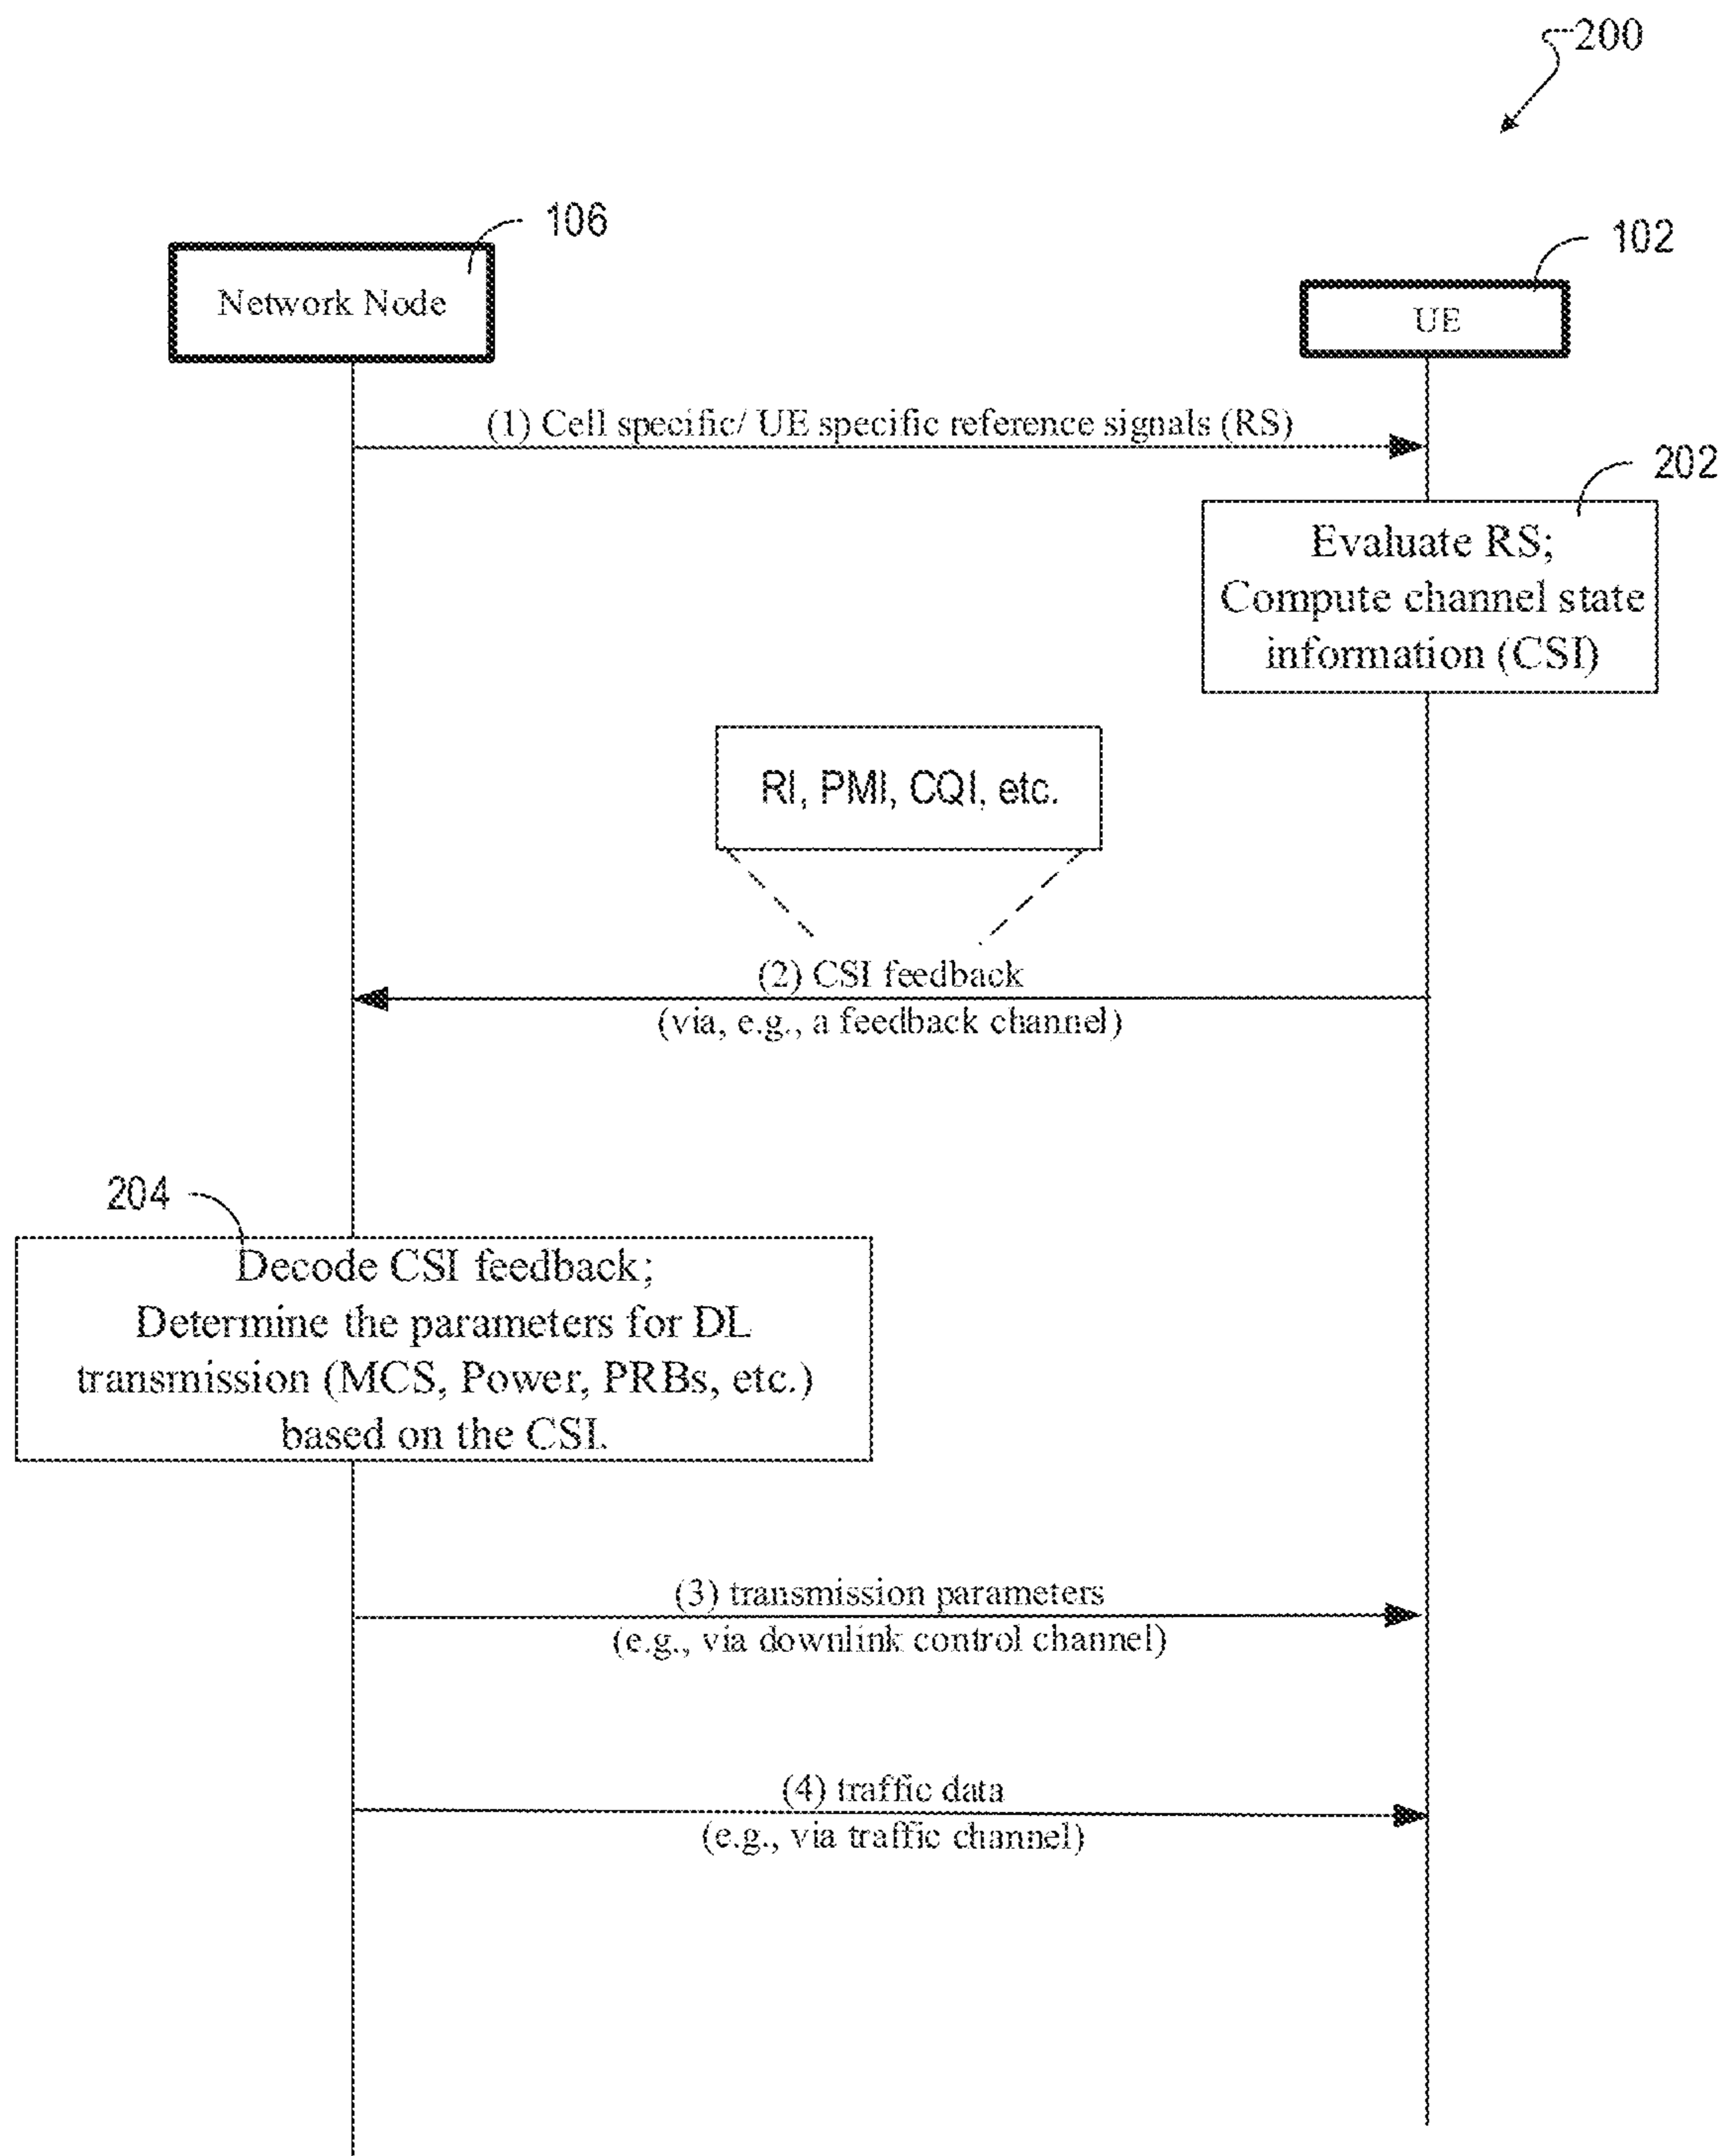 200
106
Network Node
102
UE
(1) Cell specific/ UE specific reference signals (RS)
202
Evaluate RS;
Compute channel state
information (CSI)
RI, PMI, CQI, etc.
(2) CSI feedback
(via, e.g., a feedback channel)
204
Decode CSI feedback;
Determine the parameters for DL
transmission (MCS, Power, PRBs, etc.)
based on the CSI.
(3) transmission parameters
(e.g., via downlink control channel)
(4) traffic data
(e.g., via traffic channel)